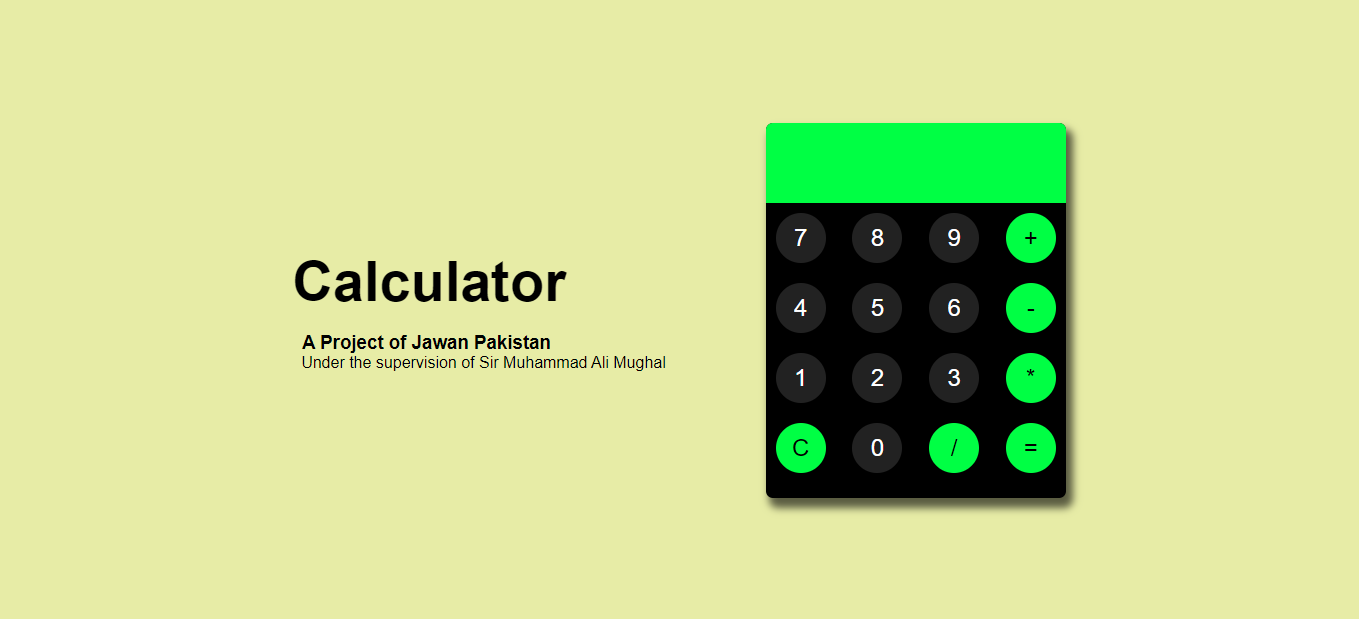 Calculator
A Project of Jawan Pakistan
Under the supervision of Sir Muhammad Ali Mughal
7 8 9 +
4 5 6 -
1 2 3 *
C 0 / =